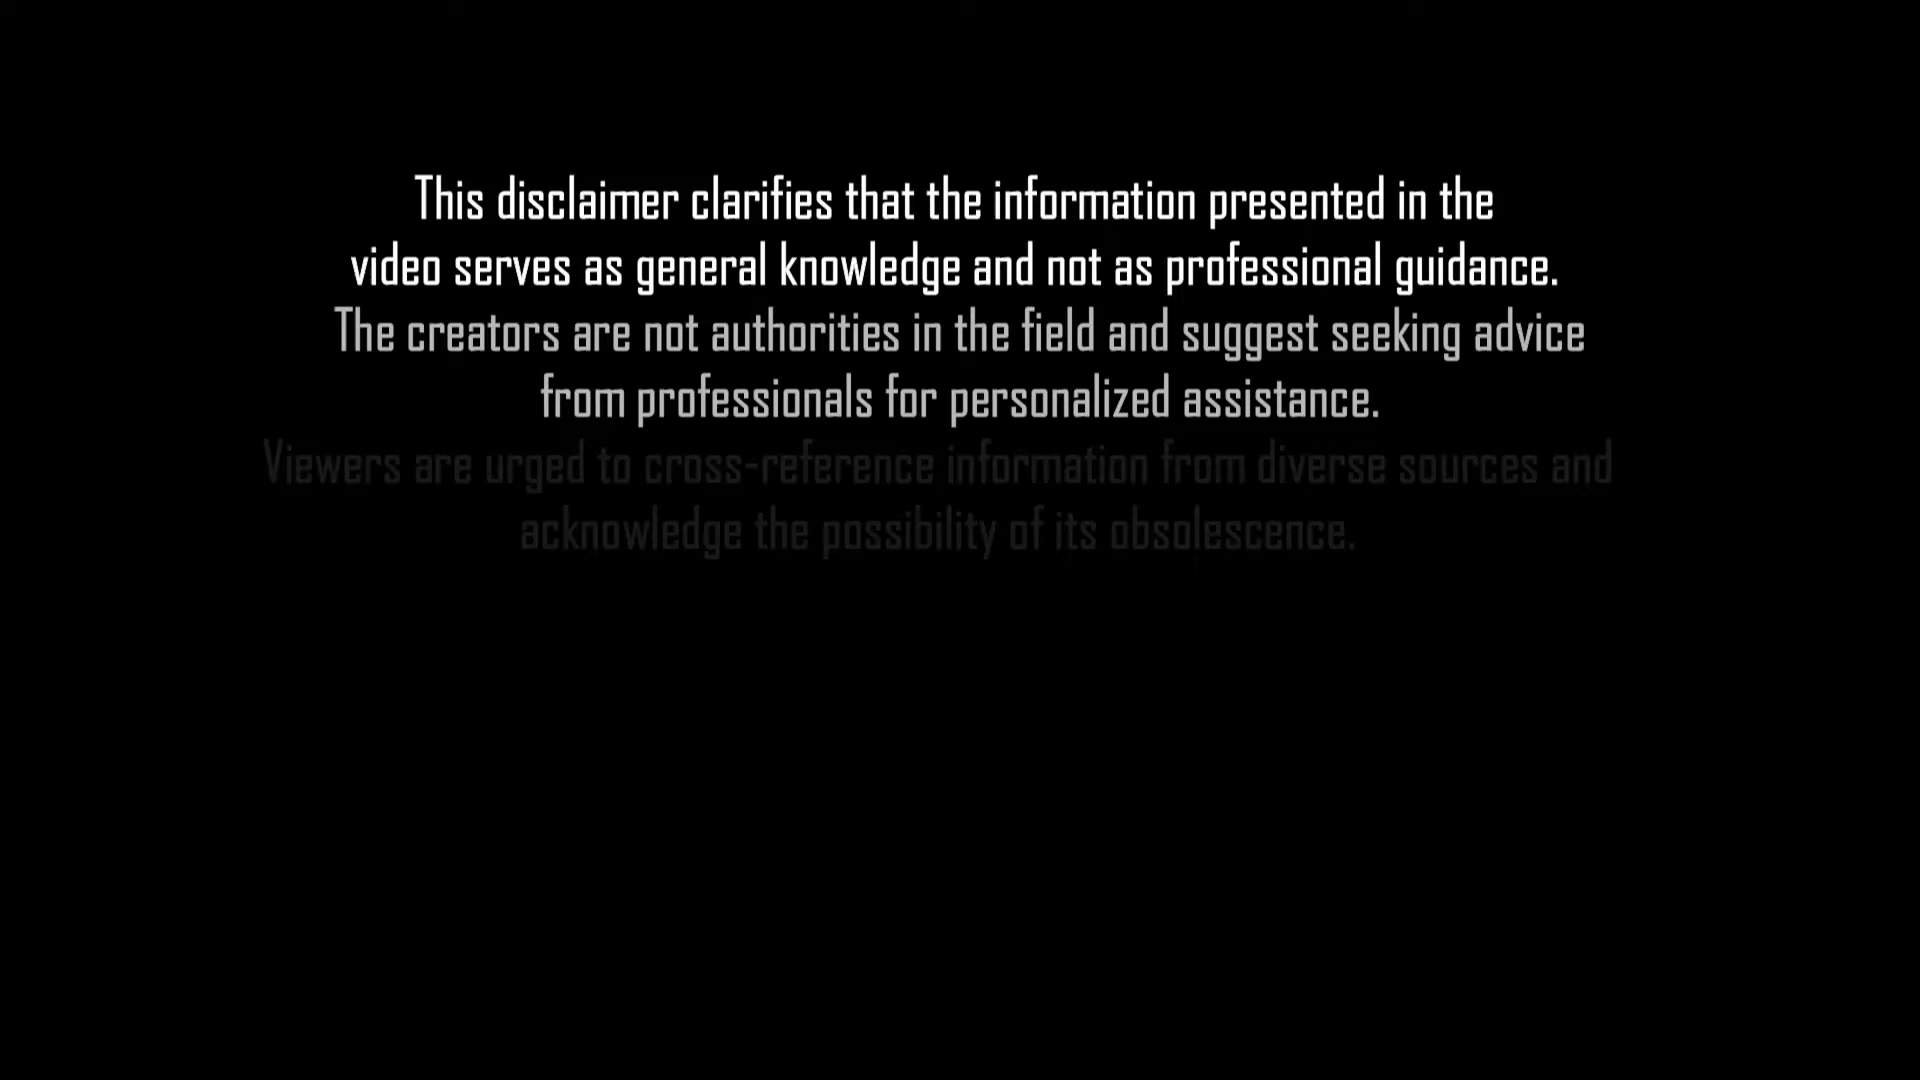 This disclaimer clarifies that the information presented in the
video serves as general knowledge and not as professional guidance.
The creators are not authorities in the field and suggest seeking advice
from professionals for personalized assistance.
Viewers are urged to cross-reference information from diverse sources and
acknowledge the possibility of its obsolescence.